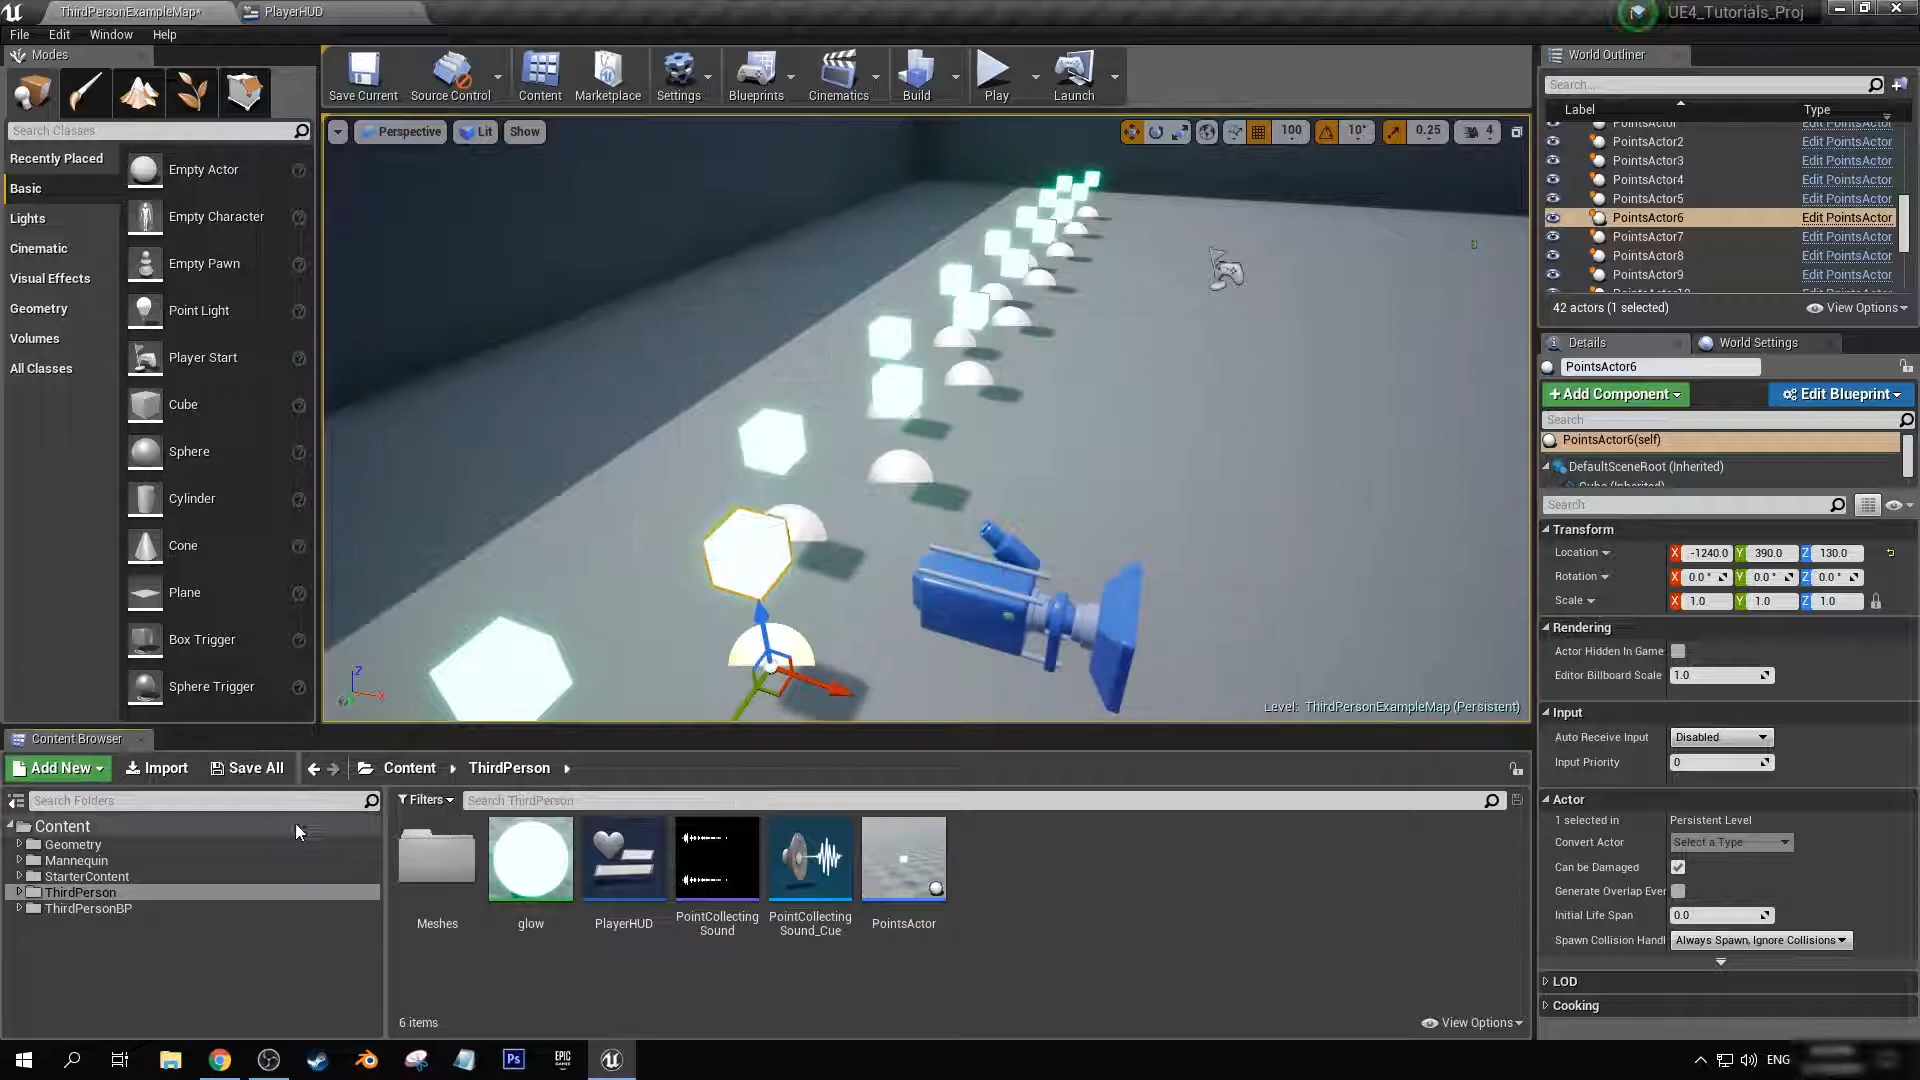 ThirdPersonExampleMap*
PlayerHUD
UE4_Tutorials_Proj
File Edit Window Help
Modes
Search Classes
Recently Placed
Basic
Lights
Cinematic
Visual Effects
Geometry
Volumes
All Classes
Empty Actor
Empty Character
Empty Pawn
Point Light
Player Start
Cube
Sphere
Cylinder
Cone
Plane
Box Trigger
Sphere Trigger
Save Current Source Control Content Marketplace Settings Blueprints Cinematics Build Play Launch
Perspective Lit Show
100 10° 0.25 4
Z
X
Level: ThirdPersonExampleMap (Persistent)
World Outliner
Search...
Label Type
PointsActor Edit PointsActor
PointsActor2 Edit PointsActor
PointsActor3 Edit PointsActor
PointsActor4 Edit PointsActor
PointsActor5 Edit PointsActor
PointsActor6 Edit PointsActor
PointsActor7 Edit PointsActor
PointsActor8 Edit PointsActor
PointsActor9 Edit PointsActor
42 actors (1 selected) View Options
Details World Settings
PointsActor6
+Add Component Edit Blueprint
Search
PointsActor6(self)
DefaultSceneRoot (Inherited)
Cube (Inherited)
Search
Transform
Location X -1240.0 Y 390.0 Z 130.0
Rotation X 0.0 ° Y 0.0 ° Z 0.0 °
Scale X 1.0 Y 1.0 Z 1.0
Rendering
Actor Hidden In Game
Editor Billboard Scale 1.0
Input
Auto Receive Input Disabled
Input Priority 0
Actor
1 selected in Persistent Level
Convert Actor Select a Type
Can be Damaged
Generate Overlap Ever
Initial Life Span 0.0
Spawn Collision Handl Always Spawn, Ignore Collisions
LOD
Cooking
Content Browser
Add New Import Save All Content ThirdPerson
Search Folders
Content
Geometry
Mannequin
StarterContent
ThirdPerson
ThirdPersonBP
Filters Search ThirdPerson
Meshes
glow
PlayerHUD
PointCollecting
Sound
PointCollecting
Sound_Cue
PointsActor
6 items View Options
Ps
EPIC
GAMES
ENG